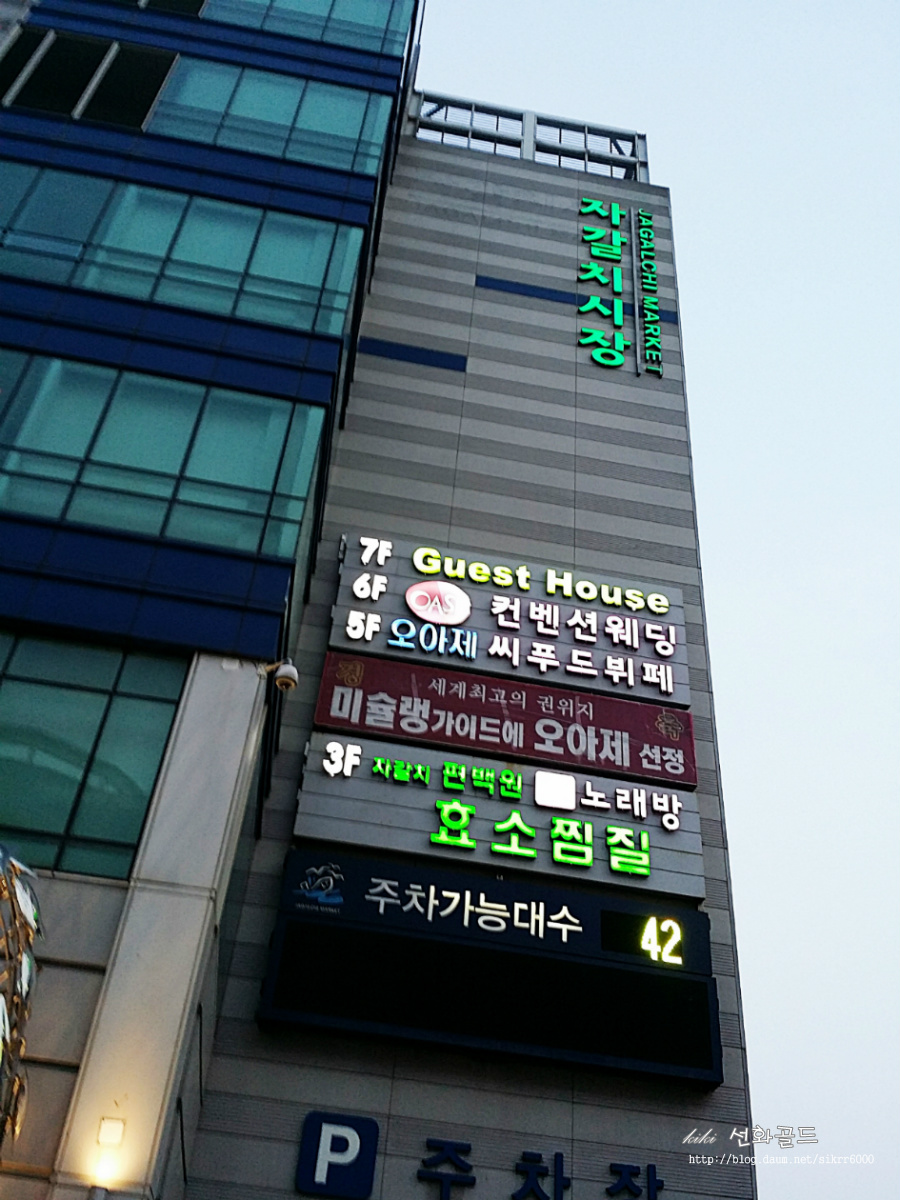 자갈치시장
JAGALCHI MARKET
7F Guest House
6F OASE 컨벤션웨딩
5F 오아제 씨푸드뷔페
경 세계최고의 권위지 축
미슐랭가이드에 오아제 선정
3F 자갈치 편백원 노래방
효소찜질
주차가능대수 42
P 주차장
kiki 선화골드
http://blog.daum.net/sikrr6000